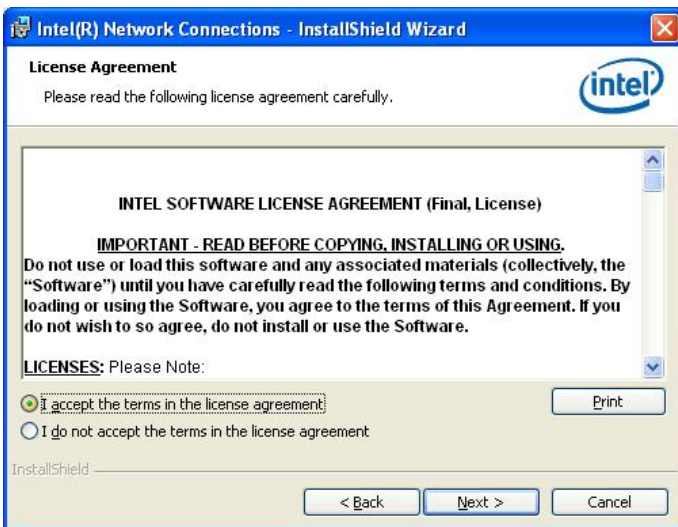 Intel(R) Network Connections - InstallShield Wizard
License Agreement
Please read the following license agreement carefully.
intel
INTEL SOFTWARE LICENSE AGREEMENT (Final, License)
IMPORTANT - READ BEFORE COPYING, INSTALLING OR USING.
Do not use or load this software and any associated materials (collectively, the
“Software”) until you have carefully read the following terms and conditions. By
loading or using the Software, you agree to the terms of this Agreement. If you
do not wish to so agree, do not install or use the Software.
LICENSES: Please Note:
I accept the terms in the license agreement
Print
I do not accept the terms in the license agreement
InstallShield
< Back
Next >
Cancel